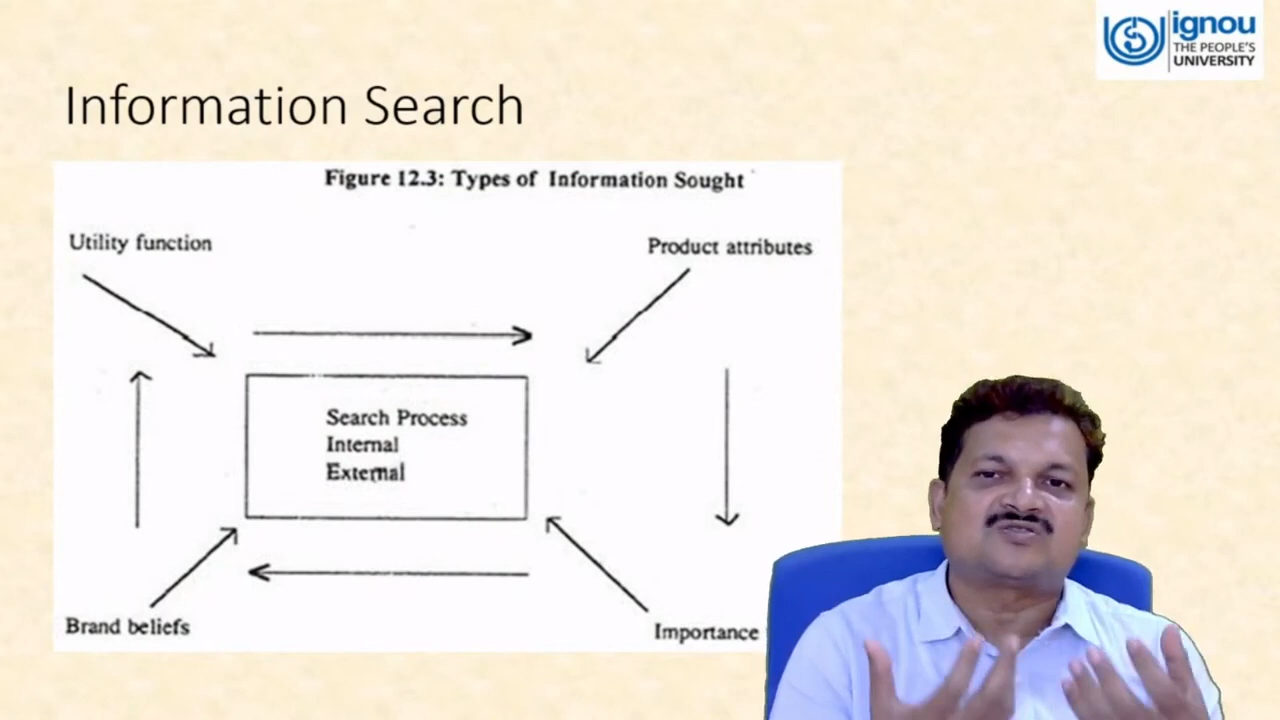 ignou
THE PEOPLE'S
UNIVERSITY
Information Search
Figure 12.3: Types of Information Sought
Utility function
Product attributes
Search Process
Internal
External
Brand beliefs
Importance